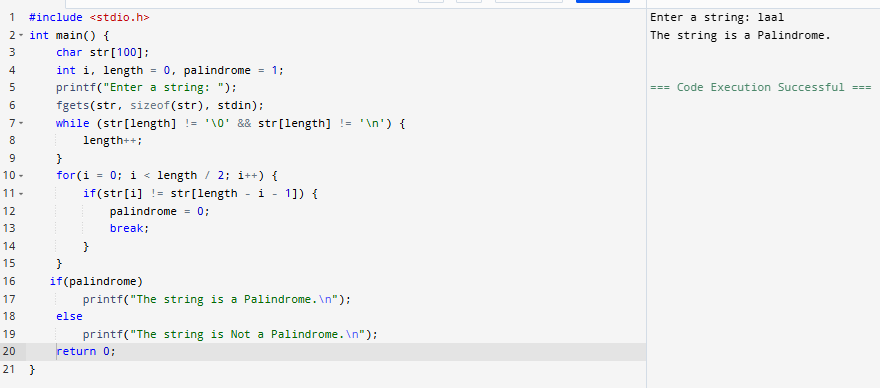 1 #include <stdio.h>
2 int main() {
3     char str[100];
4     int i, length = 0, palindrome = 1;
5     printf("Enter a string: ");
6     fgets(str, sizeof(str), stdin);
7     while (str[length] != '\0' && str[length] != '\n') {
8         length++;
9     }
10     for(i = 0; i < length / 2; i++) {
11         if(str[i] != str[length - i - 1]) {
12             palindrome = 0;
13             break;
14         }
15     }
16    if(palindrome)
17         printf("The string is a Palindrome.\n");
18     else
19         printf("The string is Not a Palindrome.\n");
20     return 0;
21 }
Enter a string: laal
The string is a Palindrome.
=== Code Execution Successful ===